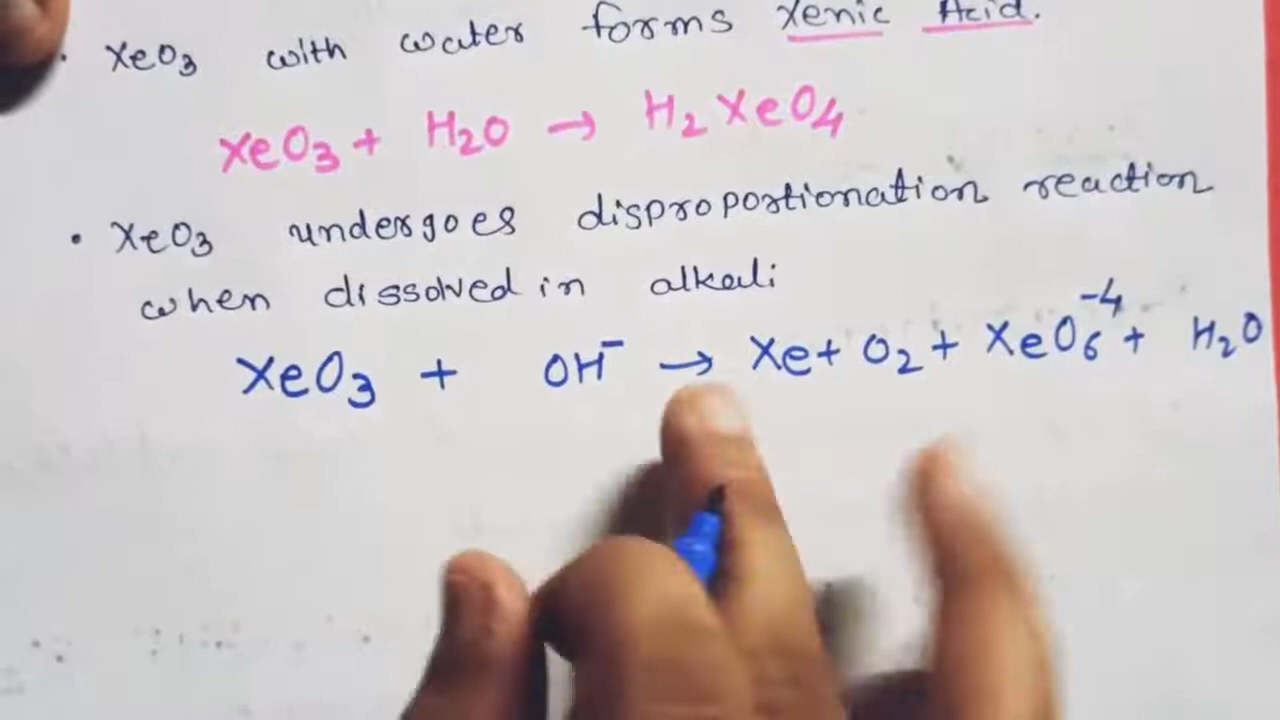 . XeO3 with water forms Xenic Acid.
XeO3 + H2O → H2XeO4
• XeO3 undergoes disproportionation reaction
when dissolved in alkali
XeO3 + OH⁻ → Xe + O2 + XeO6⁻⁴ + H2O